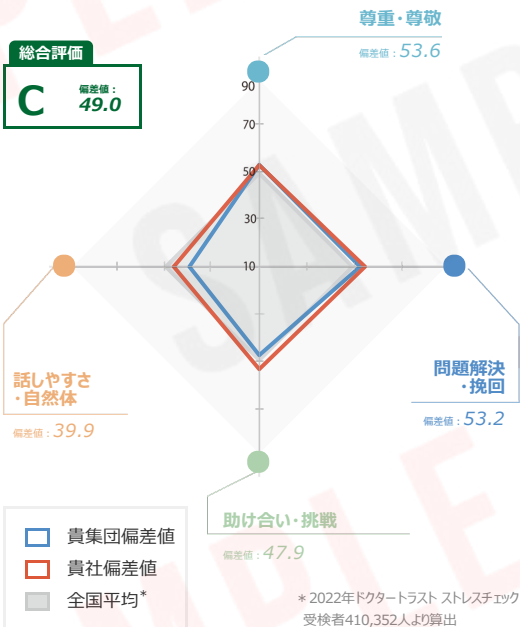 尊重・尊敬
偏差値：53.6
総合評価
C
偏差値：
49.0
90
70
50
30
10
話しやすさ
・自然体
偏差値：39.9
問題解決
・挽回
偏差値：53.2
助け合い・挑戦
偏差値：47.9
貴集団偏差値
貴社偏差値
全国平均*
＊2022年ドクタートラスト ストレスチェック
受検者410,352人より算出
SAMPLE